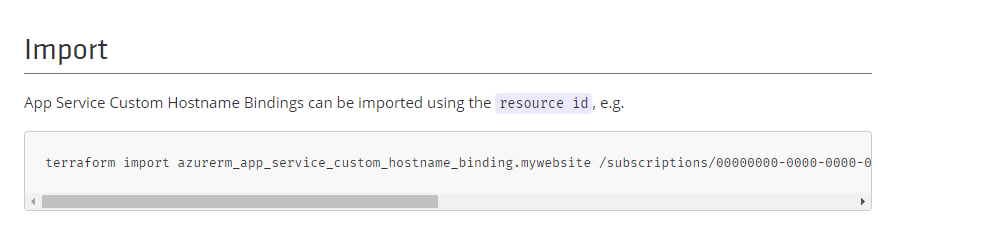 Import
App Service Custom Hostname Bindings can be imported using the resource id, e.g.
terraform import azurerm_app_service_custom_hostname_binding.mywebsite /subscriptions/00000000-0000-0000-0